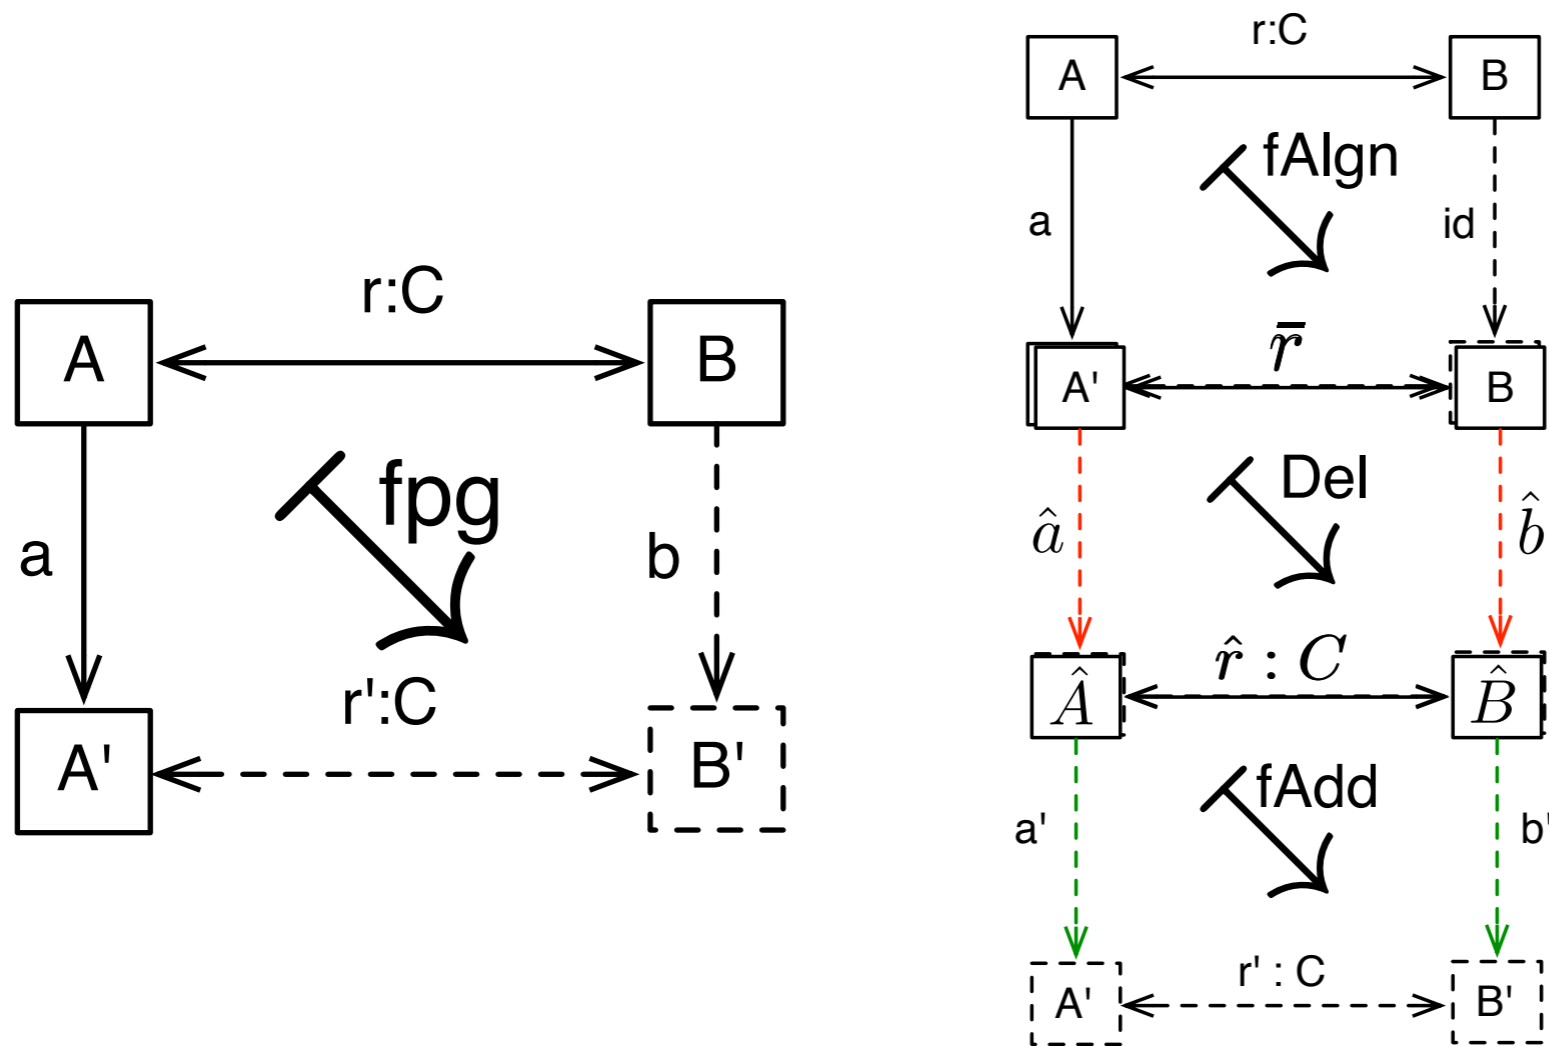 r:C
A
B
fpg
a
b
r':C
A'
B'
r:C
A
B
fAlgn
a
id
r̄
A'
B
Del
â
b̂
r̂ : C
Â
B̂
fAdd
a'
b'
r' : C
A'
B'